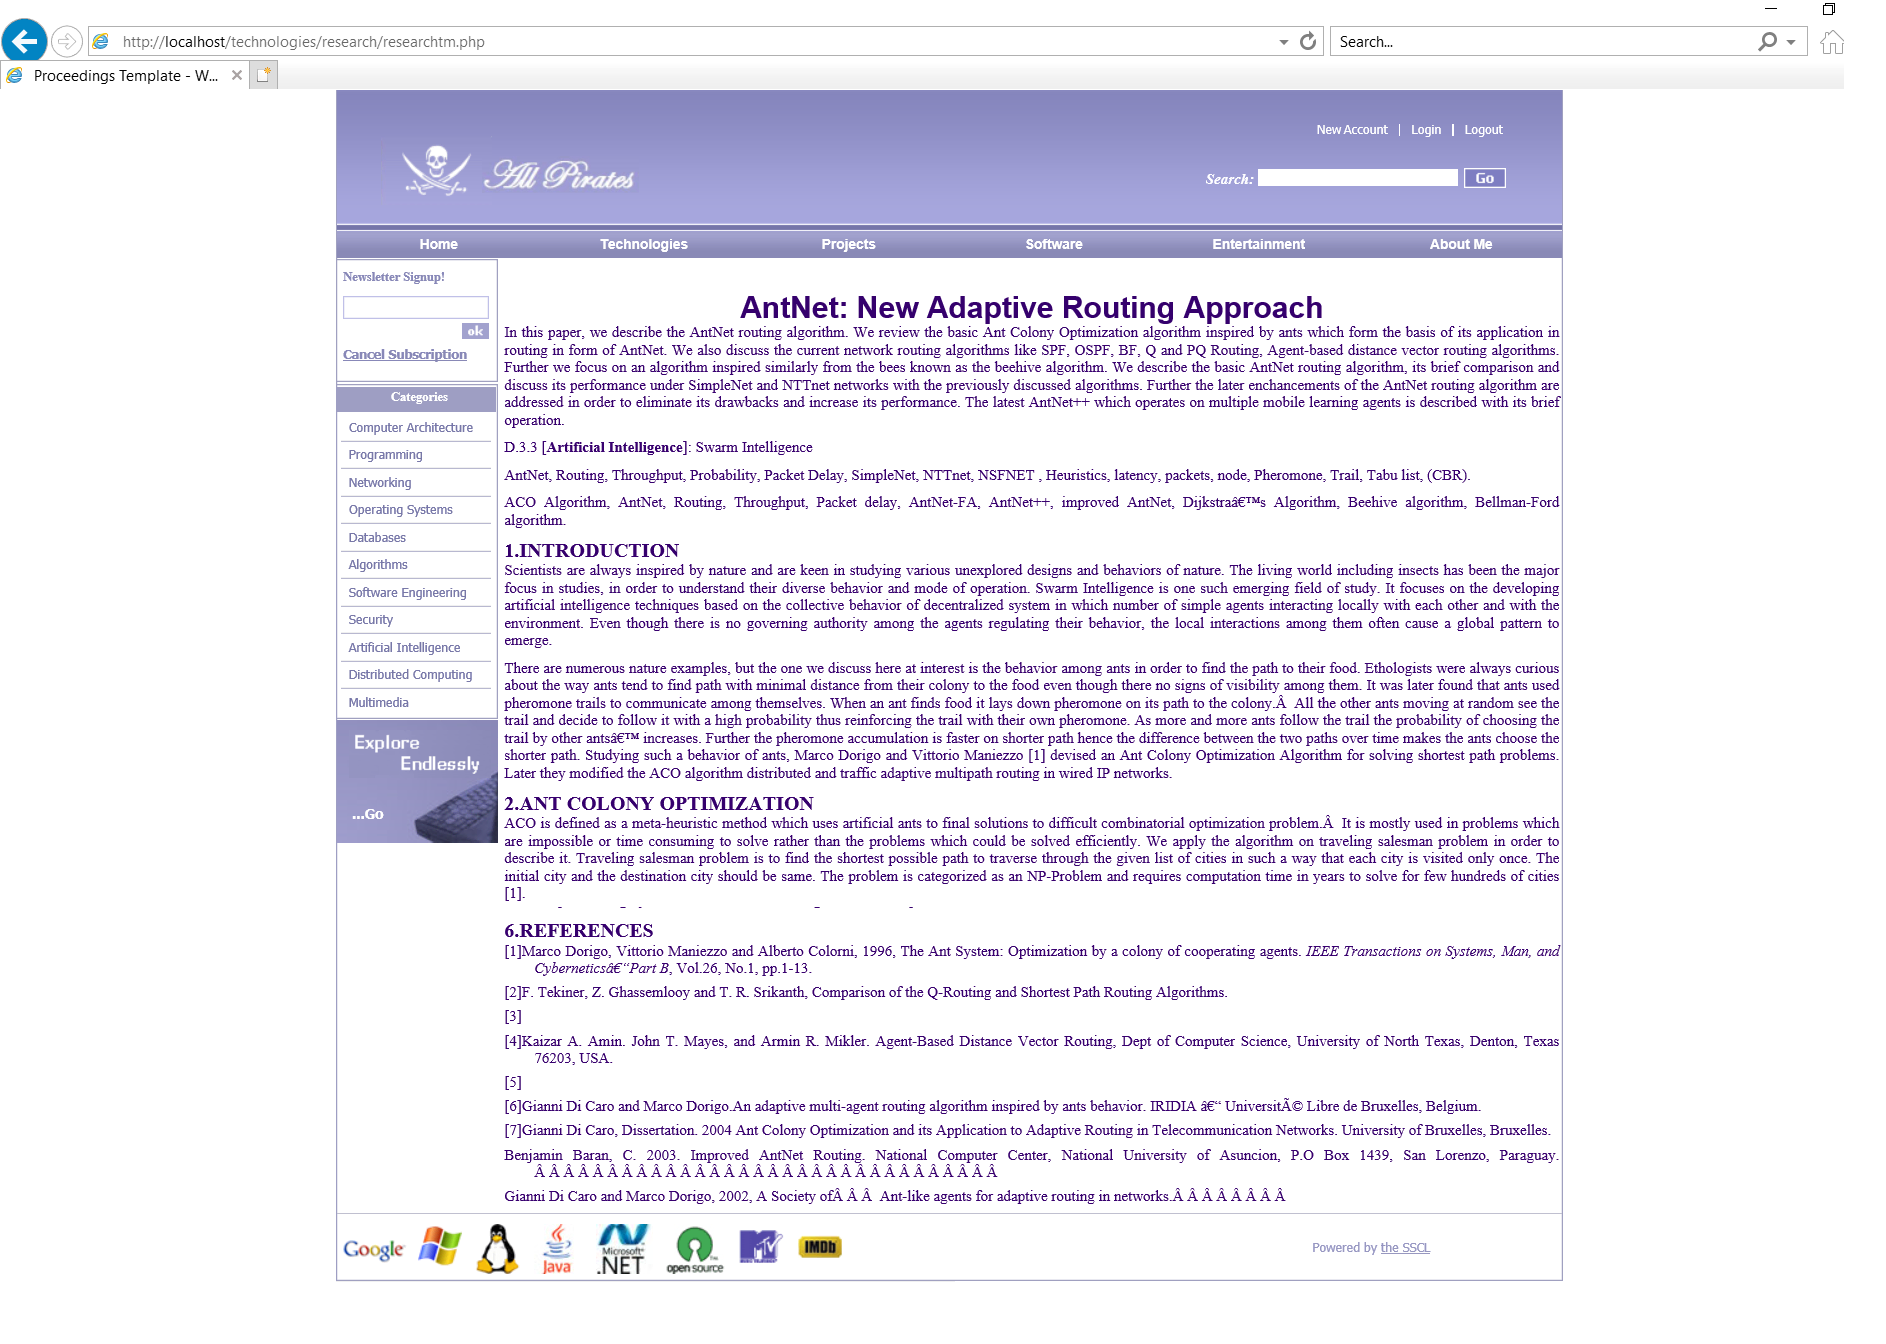 http://localhost/technologies/research/researchtm.php
Search...
Proceedings Template - W...
New Account | Login | Logout
All Pirates
Search: Go
Home Technologies Projects Software Entertainment About Me
Newsletter Signup!
ok
Cancel Subscription
Categories
Computer Architecture
Programming
Networking
Operating Systems
Databases
Algorithms
Software Engineering
Security
Artificial Intelligence
Distributed Computing
Multimedia
Explore
Endlessly
...Go
AntNet: New Adaptive Routing Approach
In this paper, we describe the AntNet routing algorithm. We review the basic Ant Colony Optimization algorithm inspired by ants which form the basis of its application in
routing in form of AntNet. We also discuss the current network routing algorithms like SPF, OSPF, BF, Q and PQ Routing, Agent-based distance vector routing algorithms.
Further we focus on an algorithm inspired similarly from the bees known as the beehive algorithm. We describe the basic AntNet routing algorithm, its brief comparison and
discuss its performance under SimpleNet and NTTnet networks with the previously discussed algorithms. Further the later enchancements of the AntNet routing algorithm are
addressed in order to eliminate its drawbacks and increase its performance. The latest AntNet++ which operates on multiple mobile learning agents is described with its brief
operation.
D.3.3 [Artificial Intelligence]: Swarm Intelligence
AntNet, Routing, Throughput, Probability, Packet Delay, SimpleNet, NTTnet, NSFNET , Heuristics, latency, packets, node, Pheromone, Trail, Tabu list, (CBR).
ACO Algorithm, AntNet, Routing, Throughput, Packet delay, AntNet-FA, AntNet++, improved AntNet, Dijkstraâ€™s Algorithm, Beehive algorithm, Bellman-Ford
algorithm.
1.INTRODUCTION
Scientists are always inspired by nature and are keen in studying various unexplored designs and behaviors of nature. The living world including insects has been the major
focus in studies, in order to understand their diverse behavior and mode of operation. Swarm Intelligence is one such emerging field of study. It focuses on the developing
artificial intelligence techniques based on the collective behavior of decentralized system in which number of simple agents interacting locally with each other and with the
environment. Even though there is no governing authority among the agents regulating their behavior, the local interactions among them often cause a global pattern to
emerge.
There are numerous nature examples, but the one we discuss here at interest is the behavior among ants in order to find the path to their food. Ethologists were always curious
about the way ants tend to find path with minimal distance from their colony to the food even though there no signs of visibility among them. It was later found that ants used
pheromone trails to communicate among themselves. When an ant finds food it lays down pheromone on its path to the colony.Â  All the other ants moving at random see the
trail and decide to follow it with a high probability thus reinforcing the trail with their own pheromone. As more and more ants follow the trail the probability of choosing the
trail by other antsâ€™ increases. Further the pheromone accumulation is faster on shorter path hence the difference between the two paths over time makes the ants choose the
shorter path. Studying such a behavior of ants, Marco Dorigo and Vittorio Maniezzo [1] devised an Ant Colony Optimization Algorithm for solving shortest path problems.
Later they modified the ACO algorithm distributed and traffic adaptive multipath routing in wired IP networks.
2.ANT COLONY OPTIMIZATION
ACO is defined as a meta-heuristic method which uses artificial ants to final solutions to difficult combinatorial optimization problem.Â  It is mostly used in problems which
are impossible or time consuming to solve rather than the problems which could be solved efficiently. We apply the algorithm on traveling salesman problem in order to
describe it. Traveling salesman problem is to find the shortest possible path to traverse through the given list of cities in such a way that each city is visited only once. The
initial city and the destination city should be same. The problem is categorized as an NP-Problem and requires computation time in years to solve for few hundreds of cities
[1].
6.REFERENCES
[1]Marco Dorigo, Vittorio Maniezzo and Alberto Colorni, 1996, The Ant System: Optimization by a colony of cooperating agents. IEEE Transactions on Systems, Man, and
Cyberneticsâ€“Part B, Vol.26, No.1, pp.1-13.
[2]F. Tekiner, Z. Ghassemlooy and T. R. Srikanth, Comparison of the Q-Routing and Shortest Path Routing Algorithms.
[3]
[4]Kaizar A. Amin. John T. Mayes, and Armin R. Mikler. Agent-Based Distance Vector Routing, Dept of Computer Science, University of North Texas, Denton, Texas
76203, USA.
[5]
[6]Gianni Di Caro and Marco Dorigo.An adaptive multi-agent routing algorithm inspired by ants behavior. IRIDIA â€“ UniversitÃ© Libre de Bruxelles, Belgium.
[7]Gianni Di Caro, Dissertation. 2004 Ant Colony Optimization and its Application to Adaptive Routing in Telecommunication Networks. University of Bruxelles, Bruxelles.
Benjamin Baran, C. 2003. Improved AntNet Routing. National Computer Center, National University of Asuncion, P.O Box 1439, San Lorenzo, Paraguay.
Â Â Â Â Â Â Â Â Â Â Â Â Â Â Â Â Â Â Â Â Â Â Â Â Â Â Â Â Â Â Â Â
Gianni Di Caro and Marco Dorigo, 2002, A Society ofÂ Â Â  Ant-like agents for adaptive routing in networks.Â Â Â Â Â Â Â Â
Google Java Microsoft .NET open source MTV IMDb
Powered by the SSCL